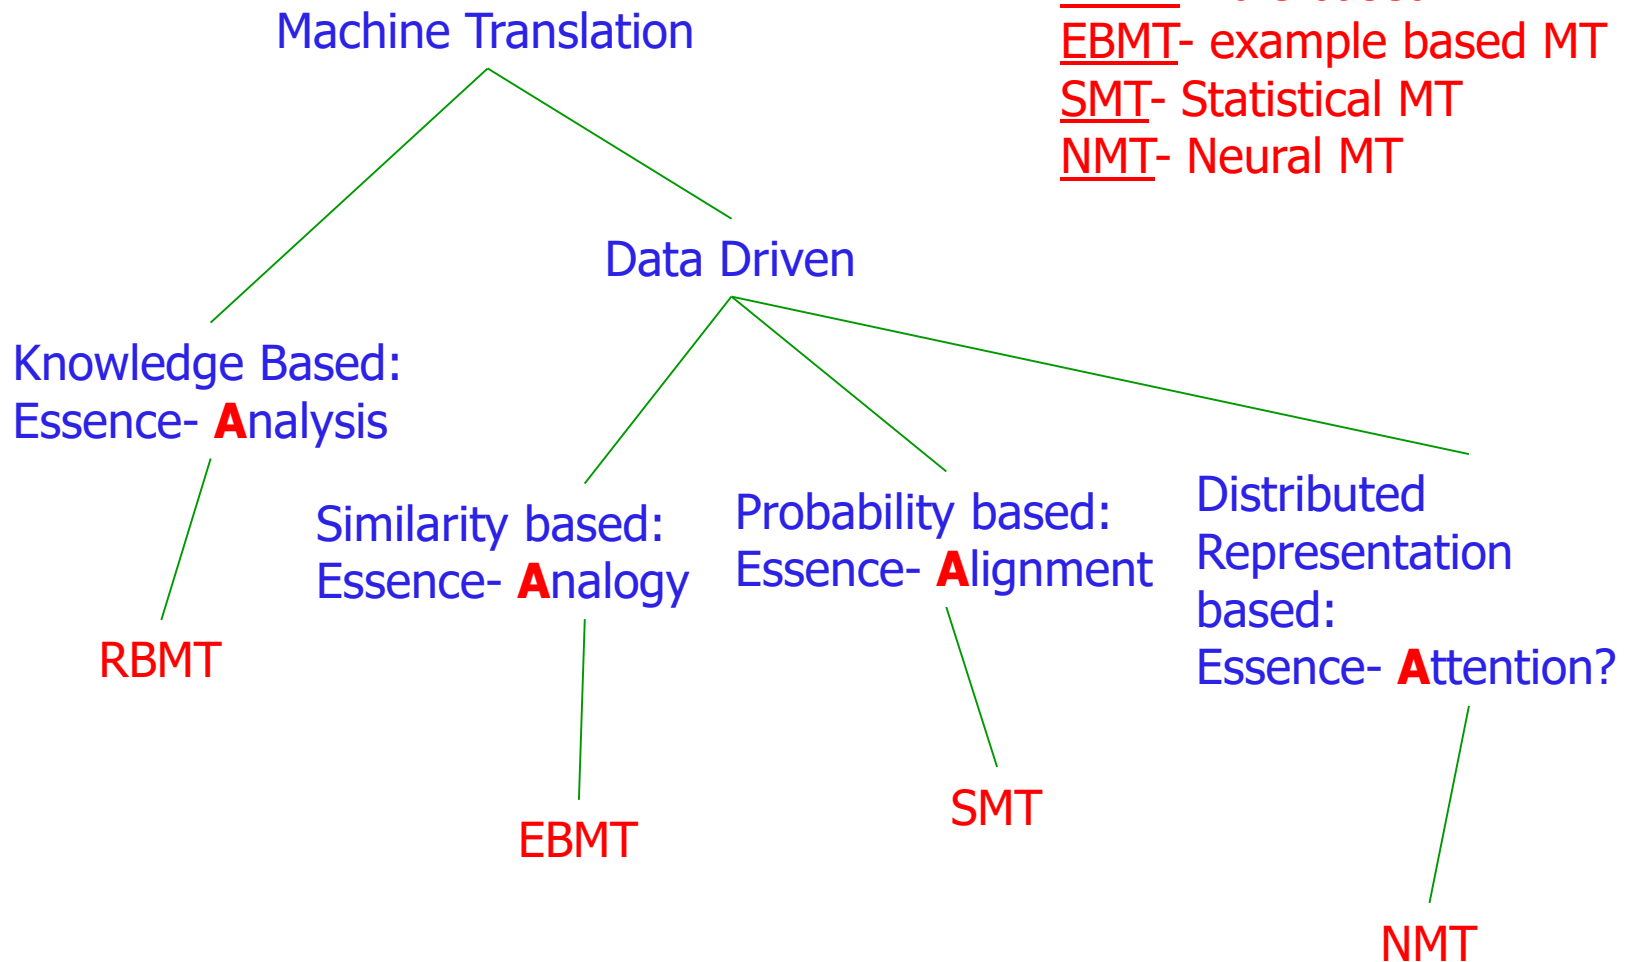 Machine Translation
EBMT- example based MT
SMT- Statistical MT
NMT- Neural MT
Data Driven
Knowledge Based:
Essence- Analysis
Similarity based:
Essence- Analogy
Probability based:
Essence- Alignment
Distributed
Representation
based:
Essence- Attention?
RBMT
EBMT
SMT
NMT